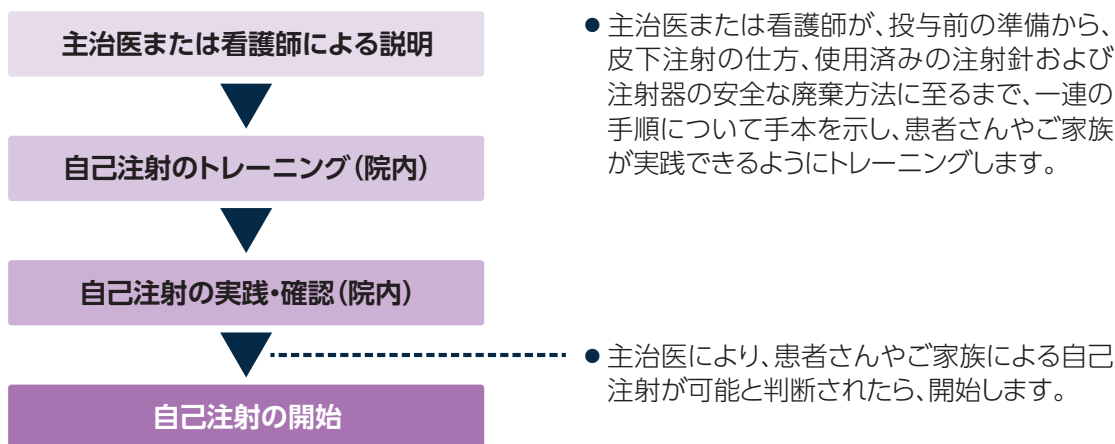 主治医または看護師による説明
自己注射のトレーニング（院内）
自己注射の実践・確認（院内）
自己注射の開始
●主治医または看護師が、投与前の準備から、
皮下注射の仕方、使用済みの注射針および
注射器の安全な廃棄方法に至るまで、一連の
手順について手本を示し、患者さんやご家族
が実践できるようにトレーニングします。
●主治医により、患者さんやご家族による自己
注射が可能と判断されたら、開始します。